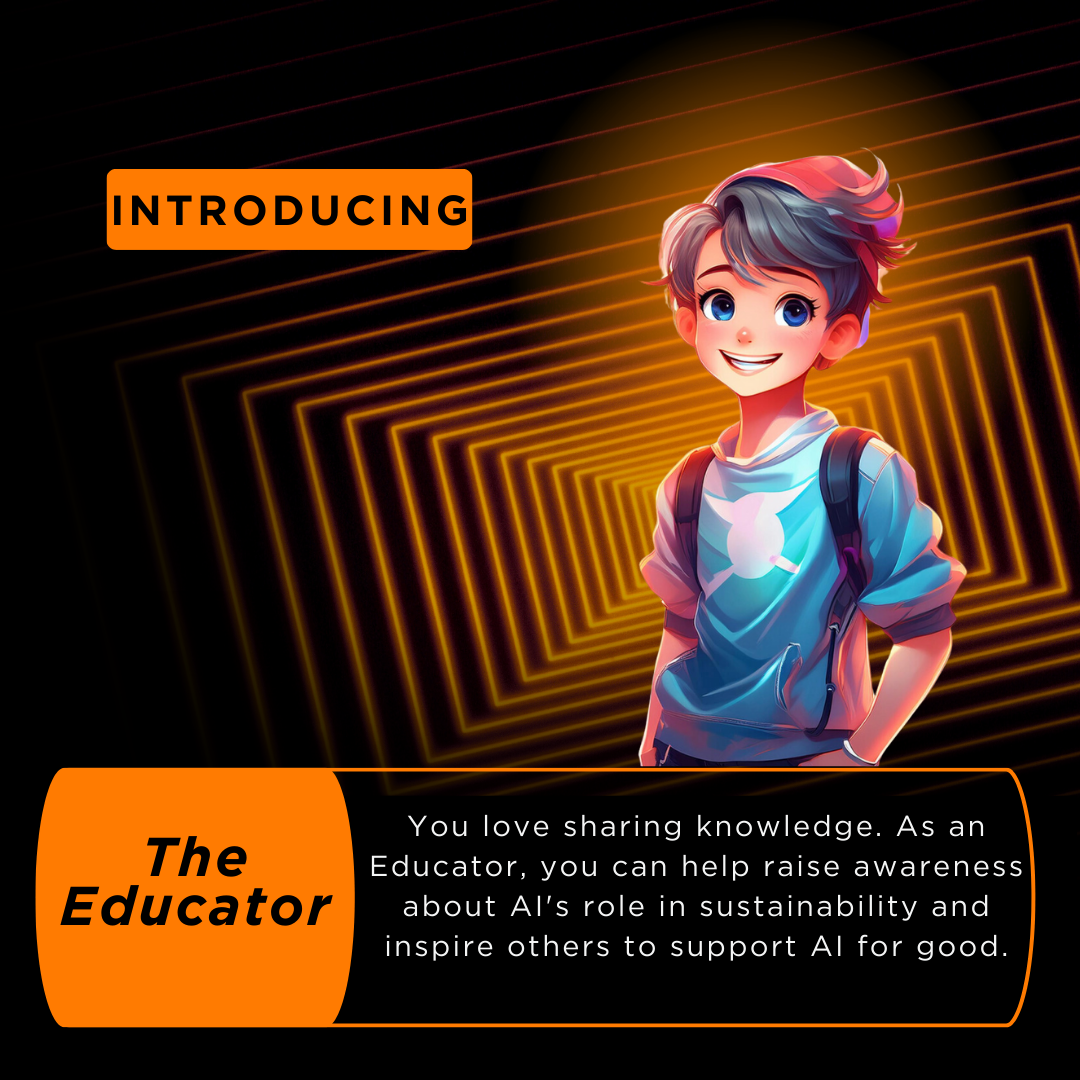 INTRODUCING
The
Educator
You love sharing knowledge. As an
Educator, you can help raise awareness
about AI's role in sustainability and
inspire others to support AI for good.